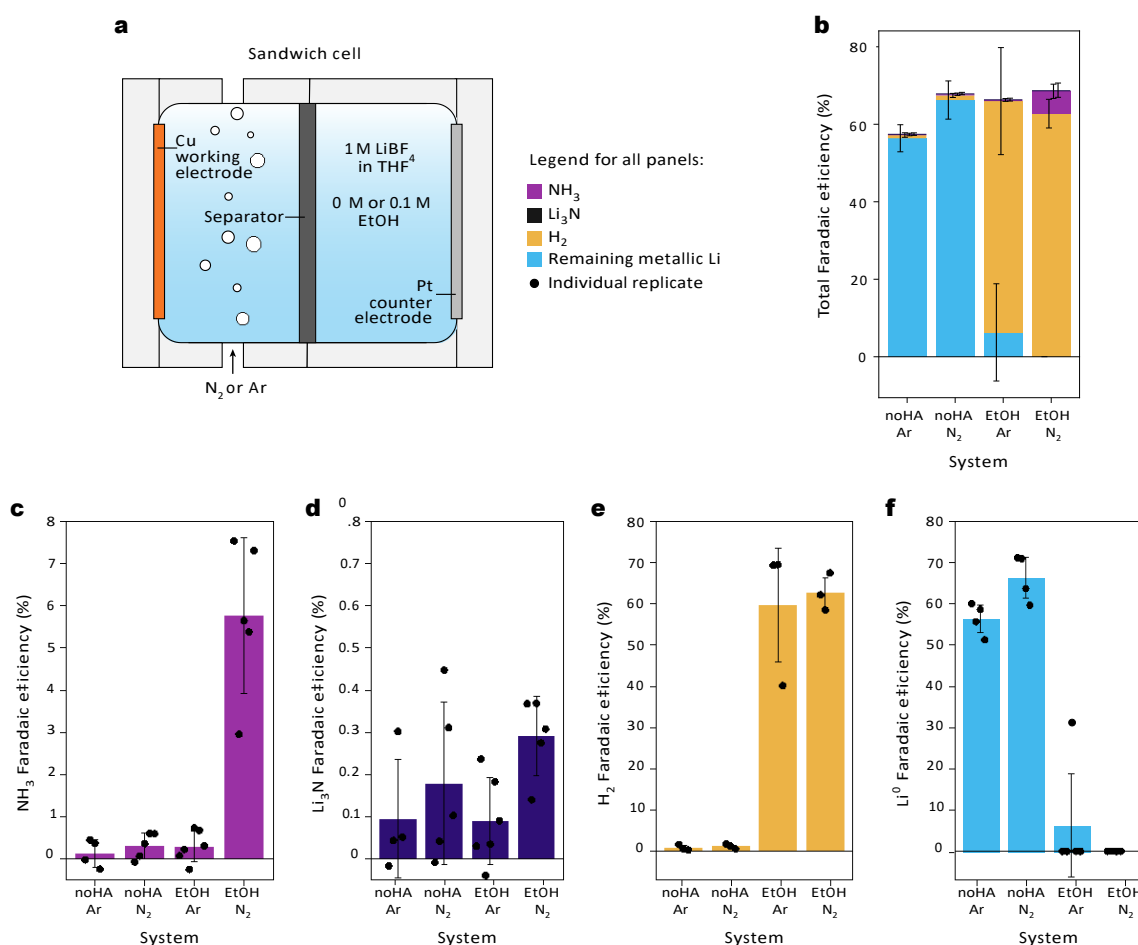 a
Sandwich cell
Cu
working
electrode
Separator
1 M LiBF
in THF4
0 M or 0.1 M
EtOH
Pt
counter
electrode
N2 or Ar
Legend for all panels:
NH3
Li3N
H2
Remaining metallic Li
Individual replicate
b
Total Faradaic e‡iciency (%)
80
60
40
20
0
noHA
Ar
noHA
N2
EtOH
Ar
EtOH
N2
System
c
NH3 Faradaic e‡iciency (%)
8
7
6
5
4
3
2
1
0
noHA
Ar
noHA
N2
EtOH
Ar
EtOH
N2
System
d
0
Li3N Faradaic e‡iciency (%)
.8
0.6
0.4
0.3
0.2
0.1
0
noHA
Ar
noHA
N2
EtOH
Ar
EtOH
N2
System
e
H2 Faradaic e‡iciency (%)
80
70
60
50
40
30
20
10
0
noHA
Ar
noHA
N2
EtOH
Ar
EtOH
N2
System
f
Li0 Faradaic e‡iciency (%)
80
70
60
50
40
30
20
10
0
noHA
Ar
noHA
N2
EtOH
Ar
EtOH
N2
System